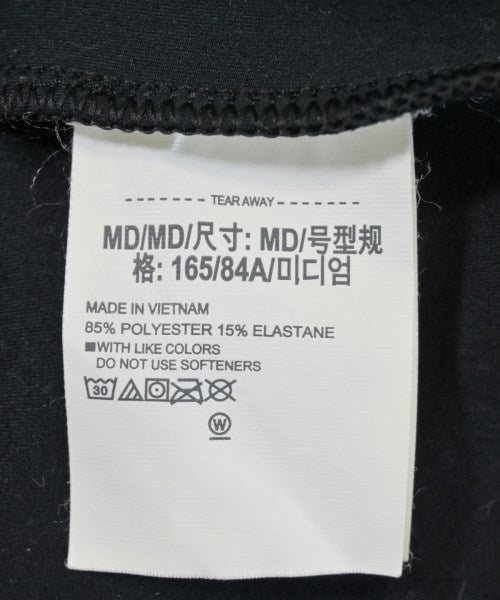 TEAR AWAY
MD/MD/尺寸: MD/号型规
格: 165/84A/미디엄
MADE IN VIETNAM
85% POLYESTER 15% ELASTANE
■WITH LIKE COLORS
DO NOT USE SOFTENERS
30
W